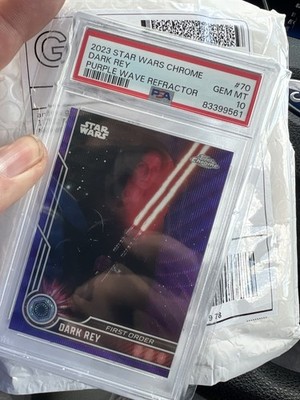 G
2023 STAR WARS CHROME
DARK REY
PURPLE WAVE REFRACTOR
#70
GEM MT
10
PSA
83399561
STAR
WARS
CHROME
FIRST ORDER
DARK REY